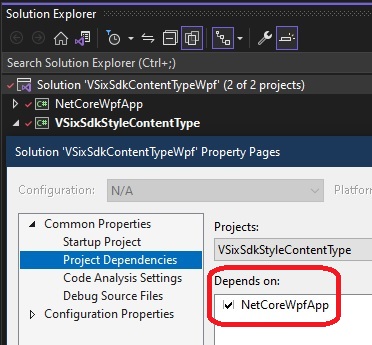 Solution Explorer
Search Solution Explorer (Ctrl+;)
Solution 'VSixSdkContentTypeWpf' (2 of 2 projects)
C# NetCoreWpfApp
C# VSixSdkStyleContentType
Solution 'VSixSdkContentTypeWpf' Property Pages
Configuration: N/A Platfor
Common Properties
Startup Project
Project Dependencies
Code Analysis Settings
Debug Source Files
Configuration Properties
Projects:
VSixSdkStyleContentType
Depends on:
NetCoreWpfApp